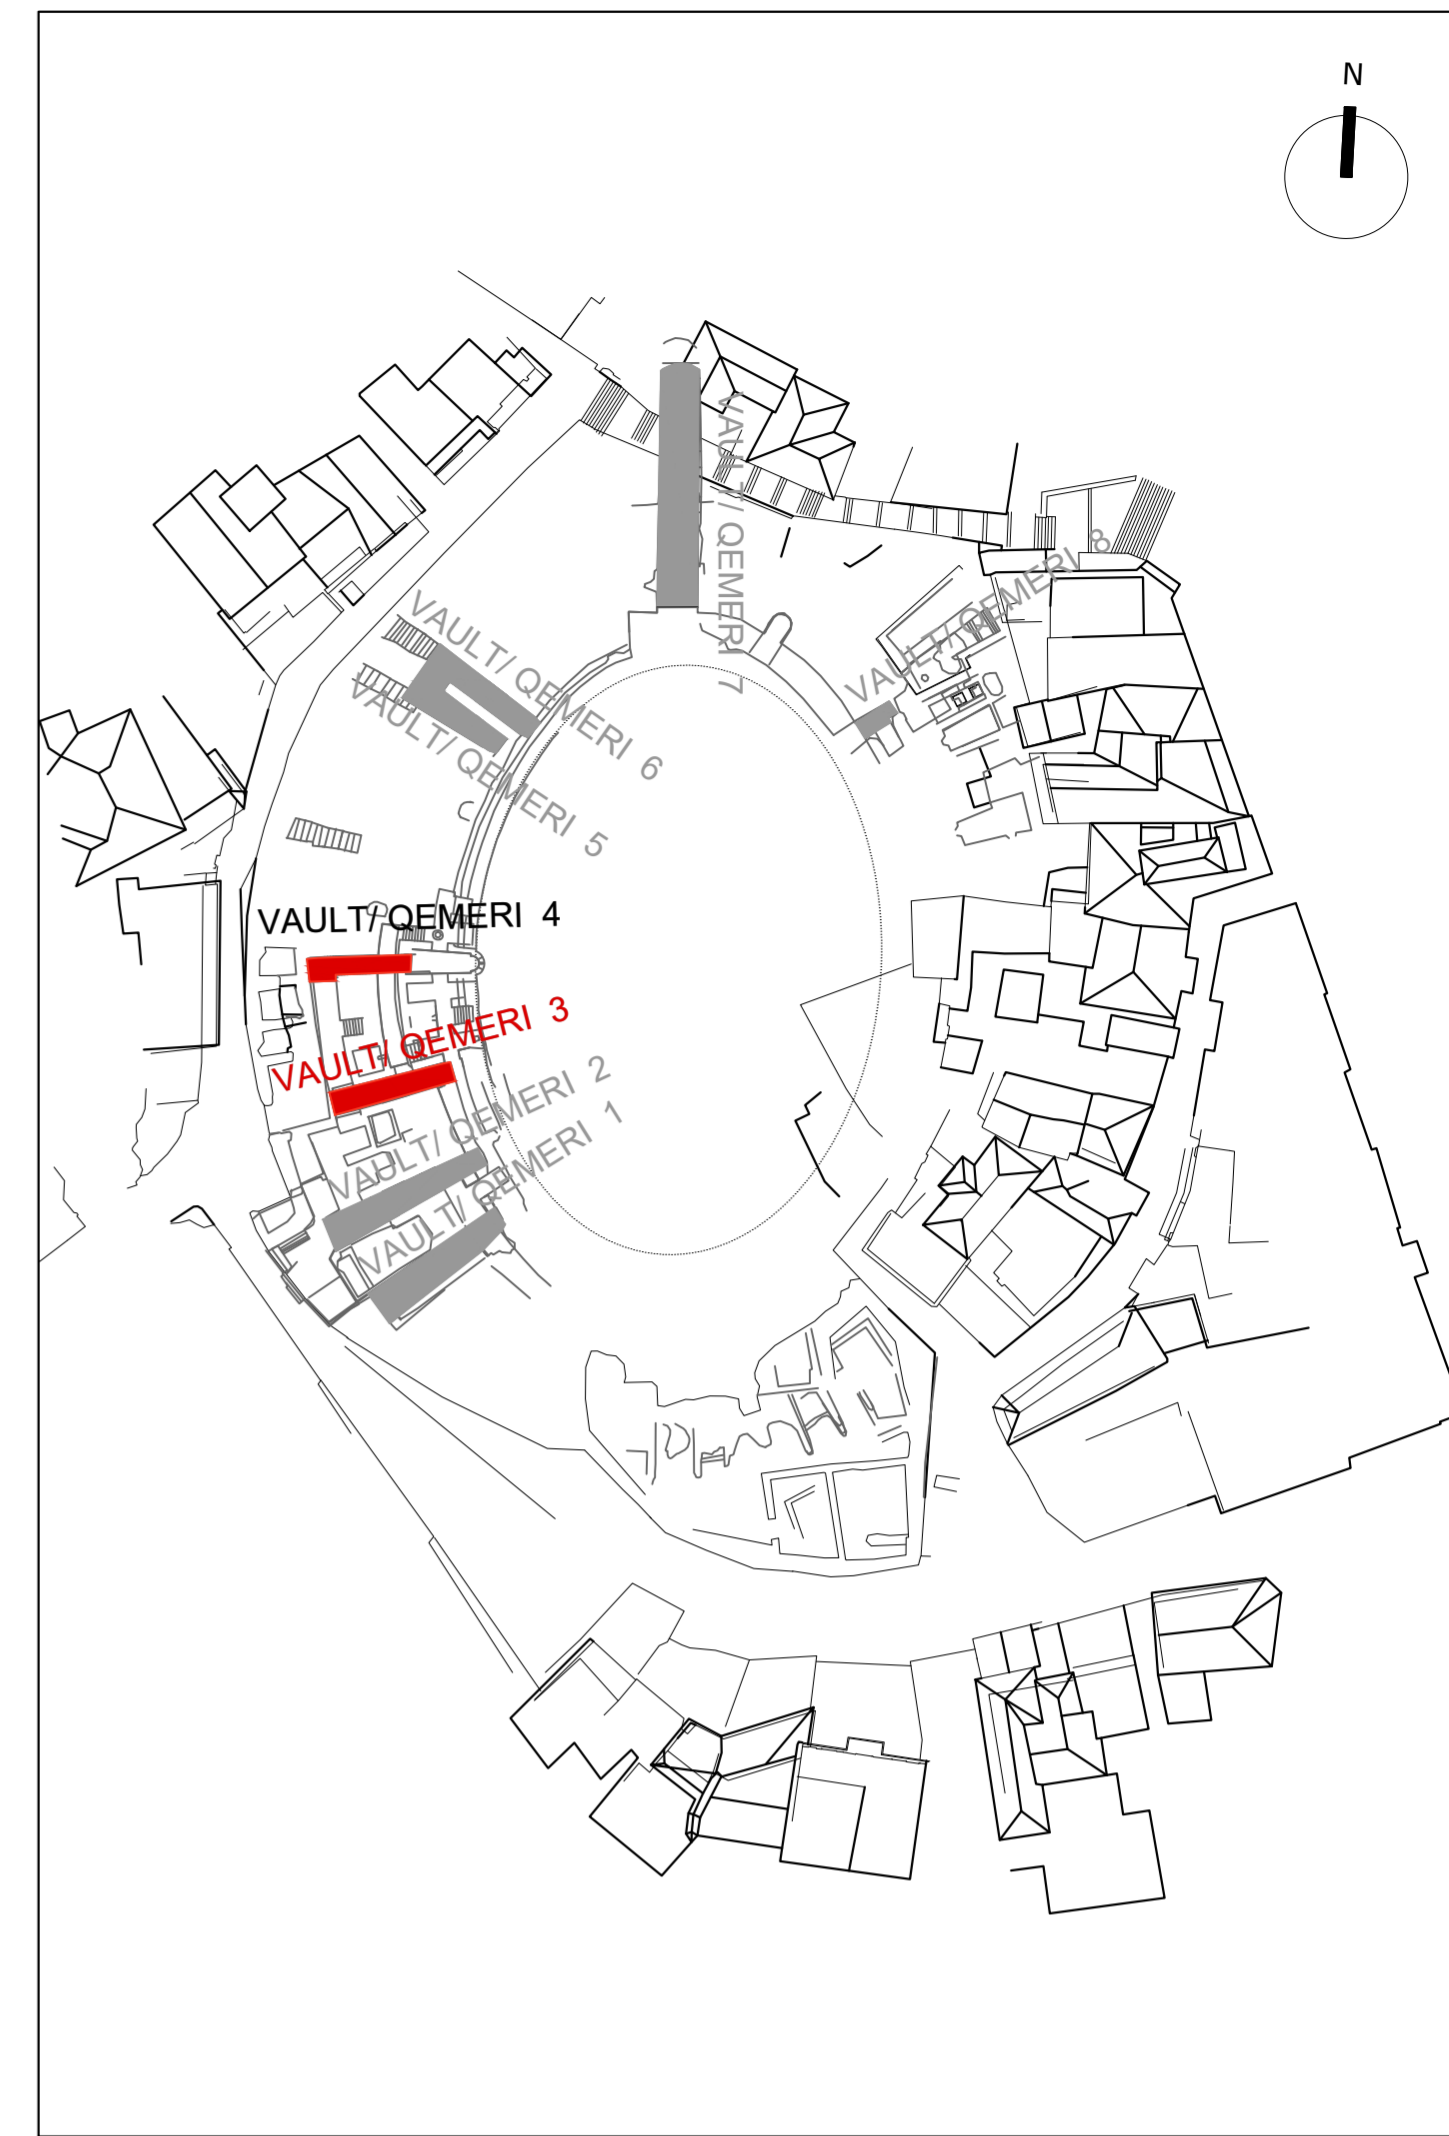 N
VAULT/ QEMERI 7
VAULT/ QEMERI 8
VAULT/ QEMERI 6
VAULT/ QEMERI 5
VAULT/ QEMERI 4
VAULT/ QEMERI 3
VAULT/ QEMERI 2
VAULT/ QEMERI 1